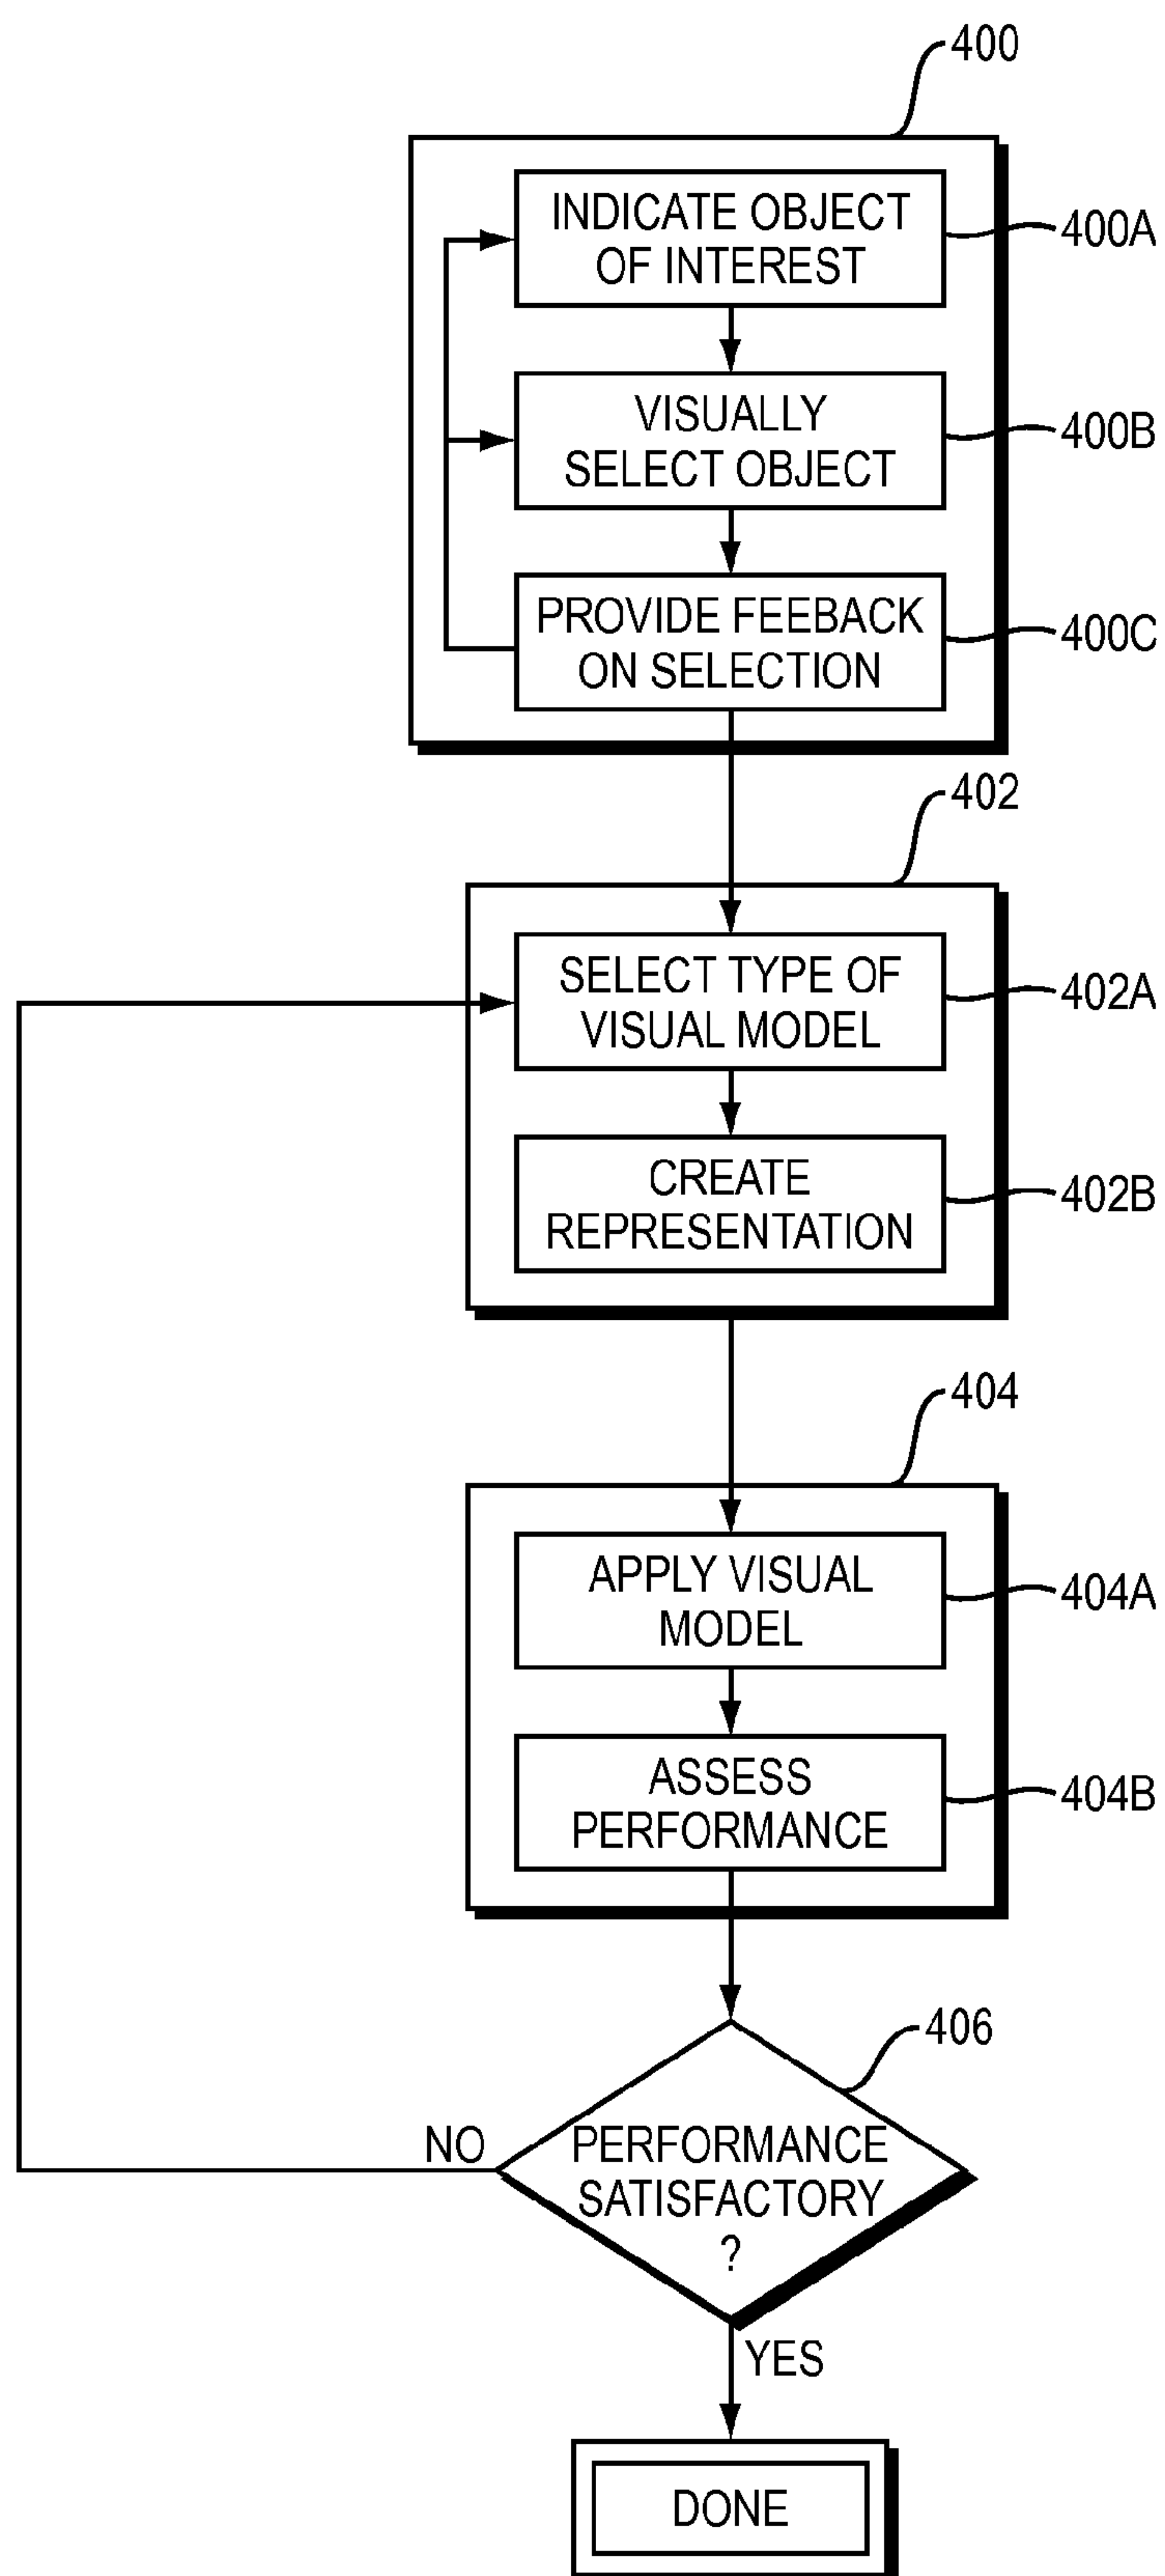 400
INDICATE OBJECT
OF INTEREST
400A
VISUALLY
SELECT OBJECT
400B
PROVIDE FEEBACK
ON SELECTION
400C
402
SELECT TYPE OF
VISUAL MODEL
402A
CREATE
REPRESENTATION
402B
404
APPLY VISUAL
MODEL
404A
ASSESS
PERFORMANCE
404B
406
NO
PERFORMANCE
SATISFACTORY
?
YES
DONE